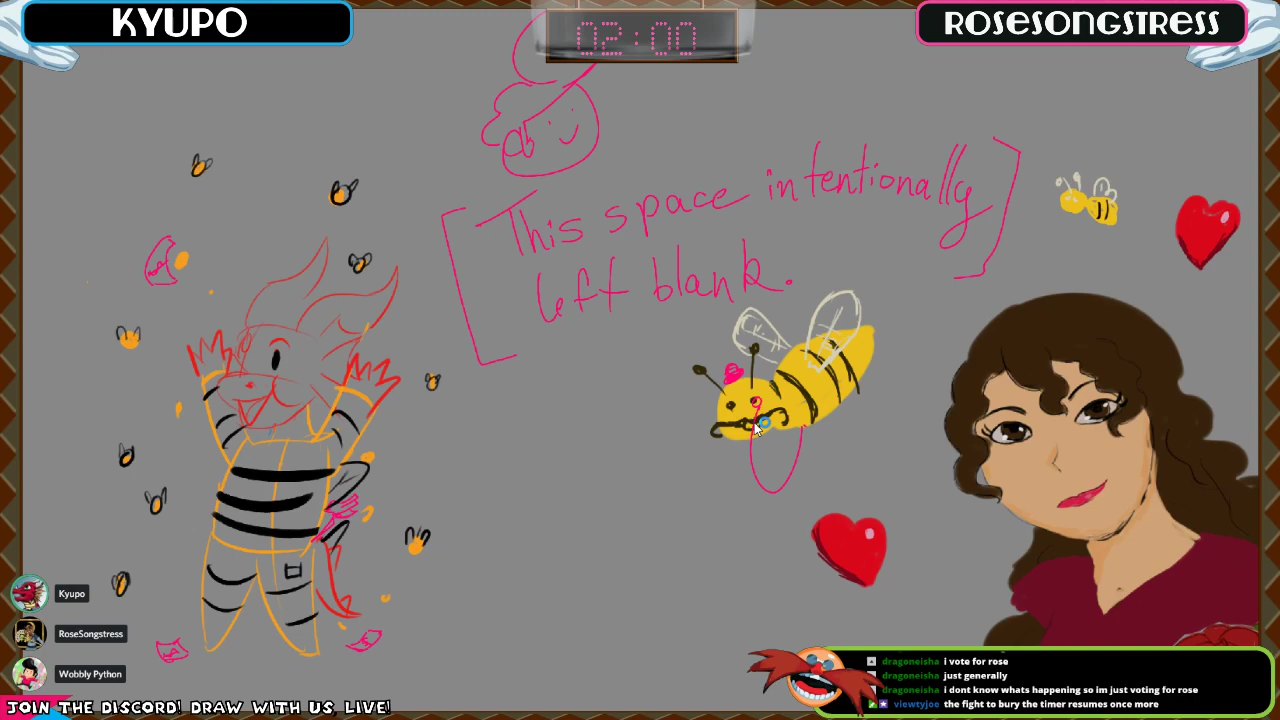 KYUPO
02:00
ROSESONGSTRESS
[This space intentionally
left blank.]
Kyupo
RoseSongstress
Wobbly Python
JOIN THE DISCORD! DRAW WITH US, LIVE!
dragoneisha i vote for rose
dragoneisha just generally
dragoneisha i dont know whats happening so im just voting for rose
viewtyjoe the fight to bury the timer resumes once more